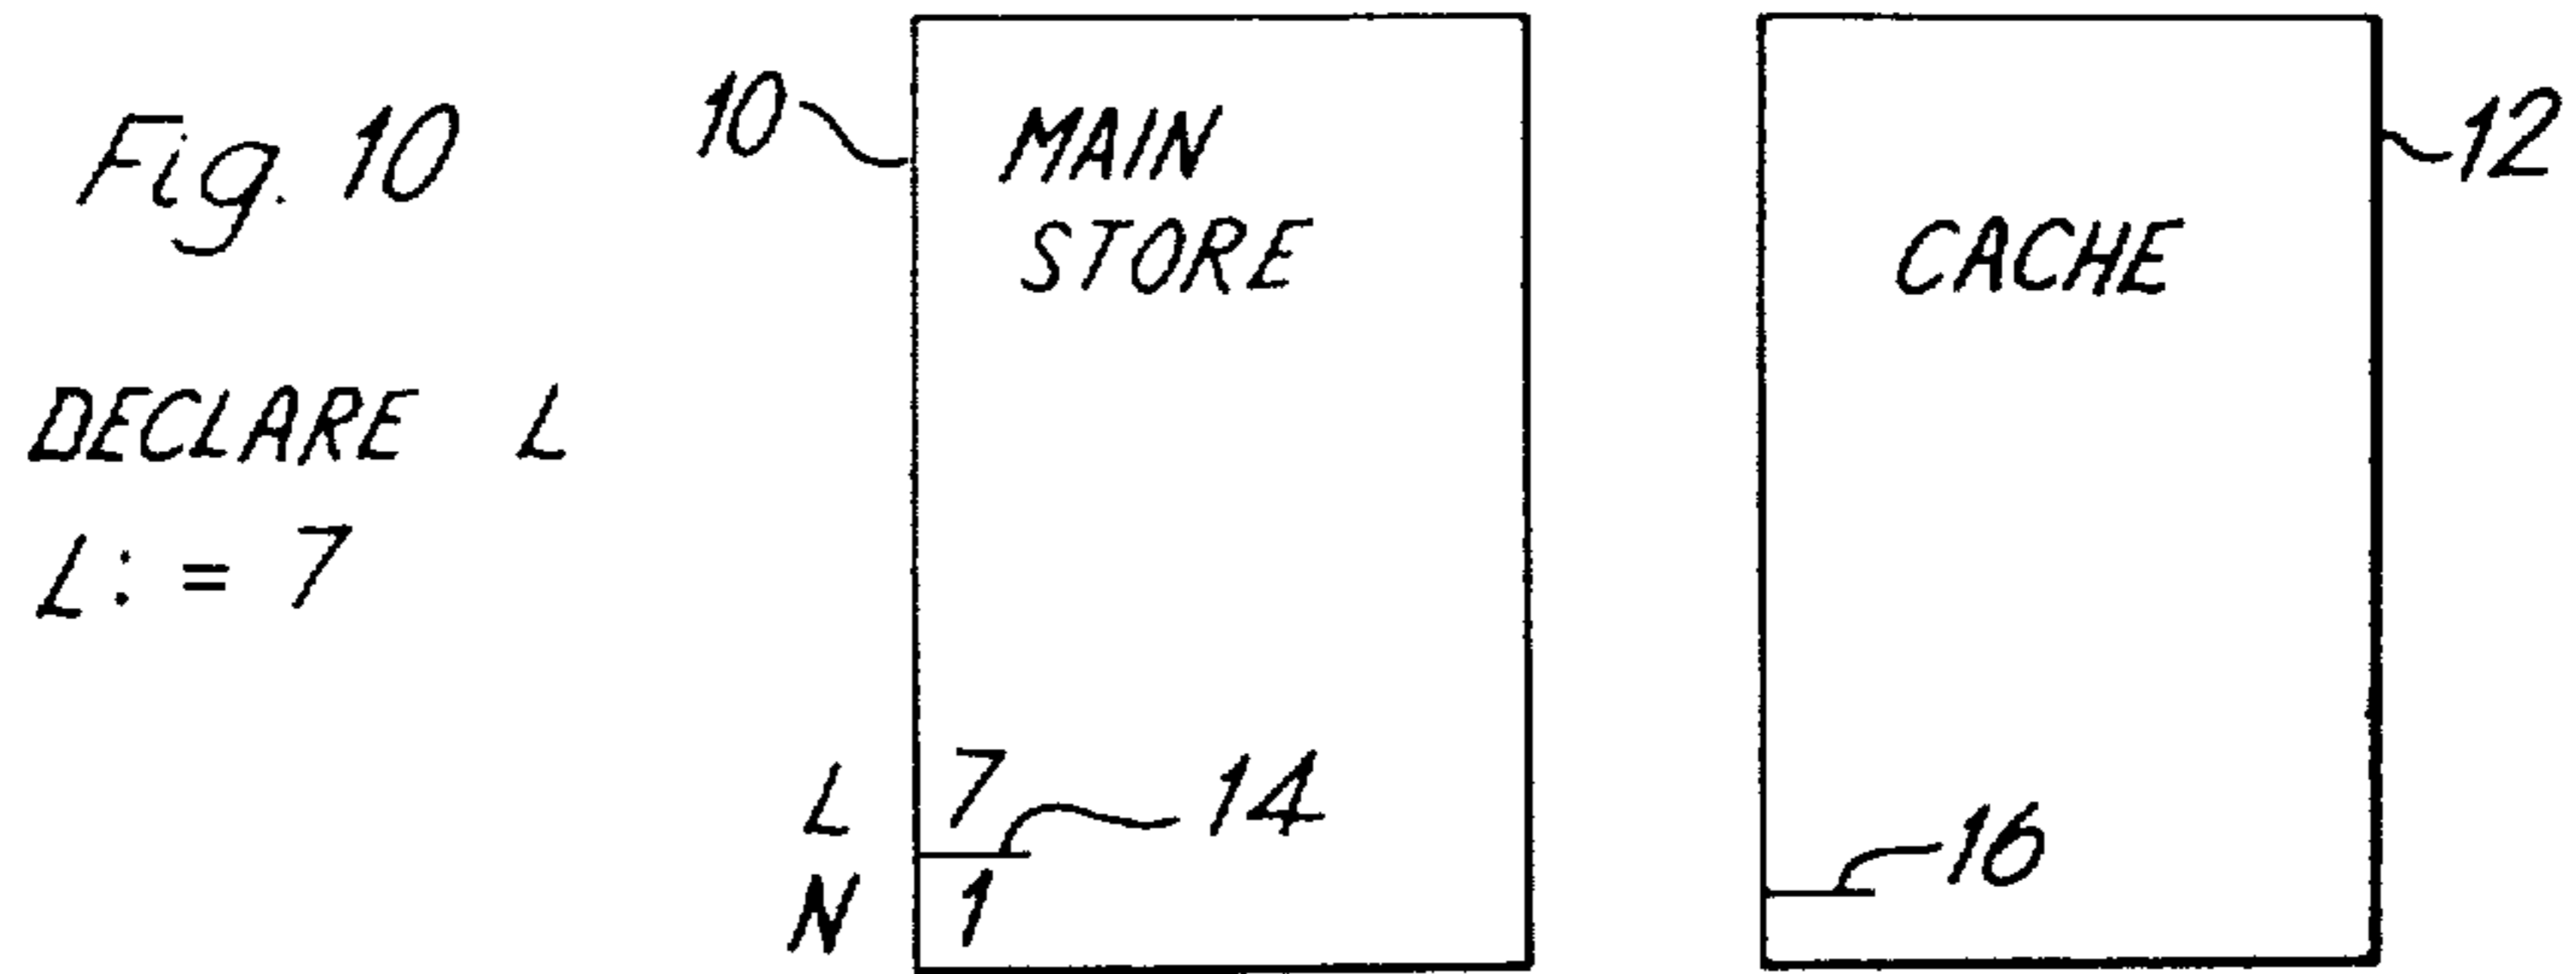 Fig. 10
DECLARE L
L: = 7
10
MAIN
STORE
L 7 14
N 1
CACHE
12
16